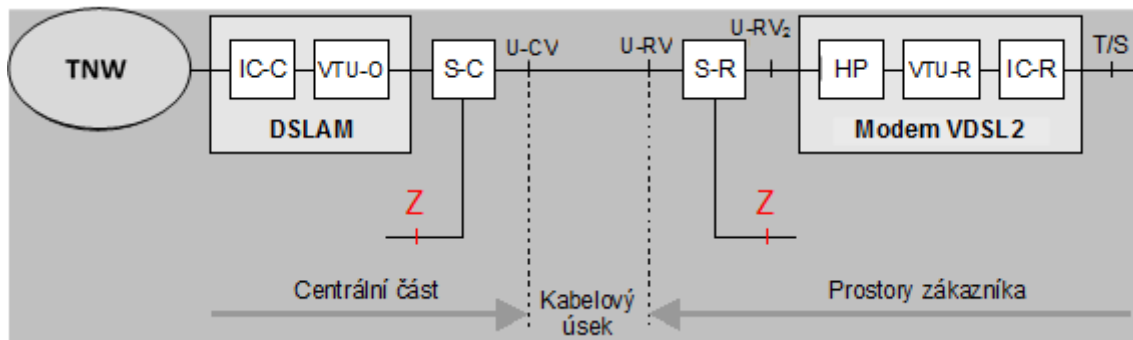 TNW
IC-C
VTU-O
DSLAM
S-C
U-CV
U-RV
S-R
U-RV₂
HP
VTU-R
IC-R
Modem VDSL2
T/S
Z
Z
Centrální část
Kabelový
úsek
Prostory zákazníka